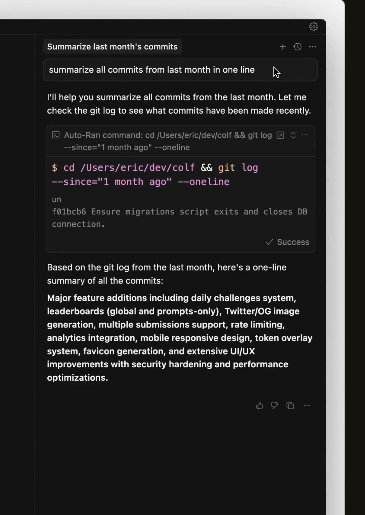 Summarize last month's commits
summarize all commits from last month in one line
I'll help you summarize all commits from the last month. Let me
check the git log to see what commits have been made recently.
Auto-Ran command: cd /Users/eric/dev/colf && git log
--since="1 month ago" --oneline
$ cd /Users/eric/dev/colf && git log
--since="1 month ago" --oneline
un
f01bcb6 Ensure migrations script exits and closes DB
connection.
Success
Based on the git log from the last month, here's a one-line
summary of all the commits:
Major feature additions including daily challenges system,
leaderboards (global and prompts-only), Twitter/OG image
generation, multiple submissions support, rate limiting,
analytics integration, mobile responsive design, token overlay
system, favicon generation, and extensive UI/UX
improvements with security hardening and performance
optimizations.